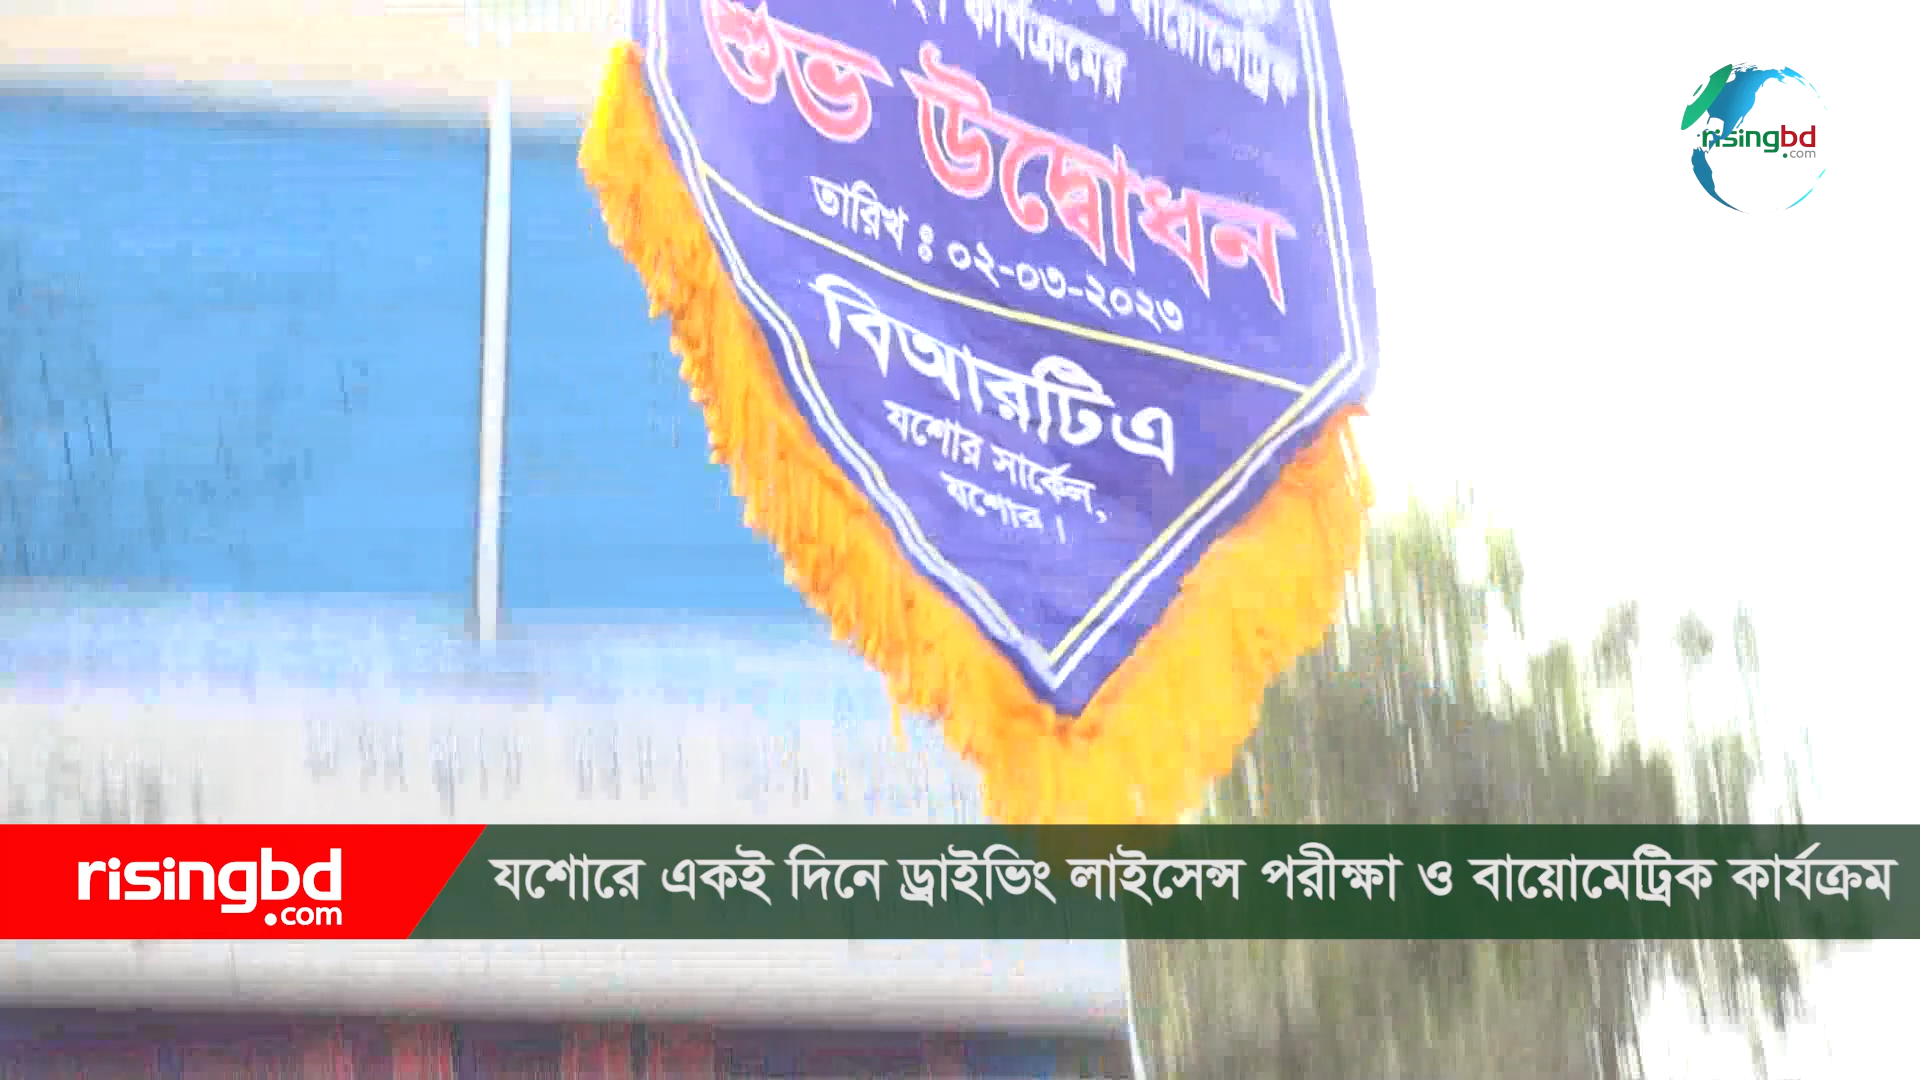 ও বায়োমেট্রিক
কার্যক্রমের
শুভ উদ্বোধন
তারিখ ঃ ০২-০৩-২০২৩
বিআরটিএ
যশোর সার্কেল,
যশোর।
risingbd
.com
risingbd
.com
যশোরে একই দিনে ড্রাইভিং লাইসেন্স পরীক্ষা ও বায়োমেট্রিক কার্যক্রম